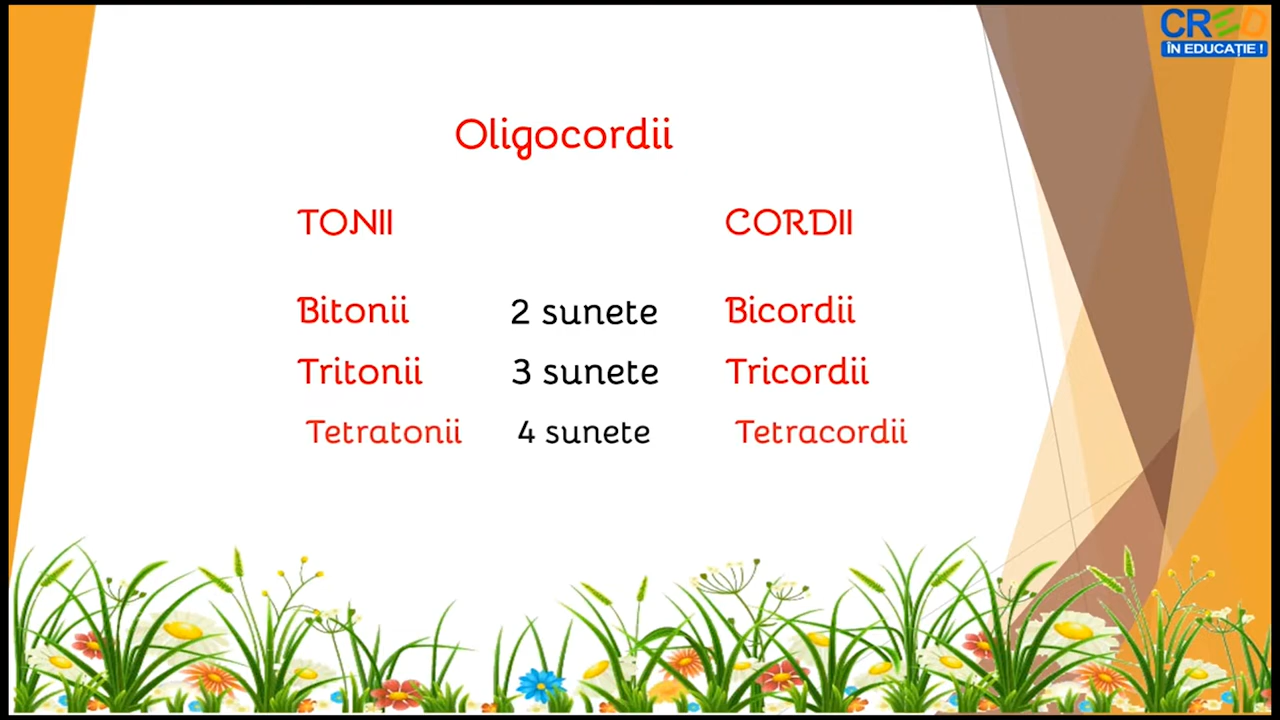 CRED
ÎN EDUCAȚIE !
Oligocordii
TONII CORDII
Bitonii 2 sunete Bicordii
Tritonii 3 sunete Tricordii
Tetratonii 4 sunete Tetracordii